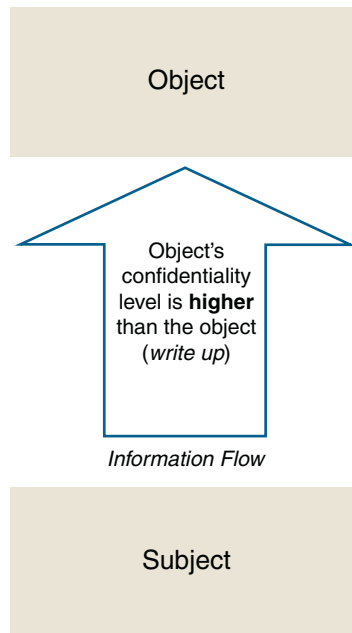 Object
Object's
confidentiality
level is higher
than the object
(write up)
Information Flow
Subject